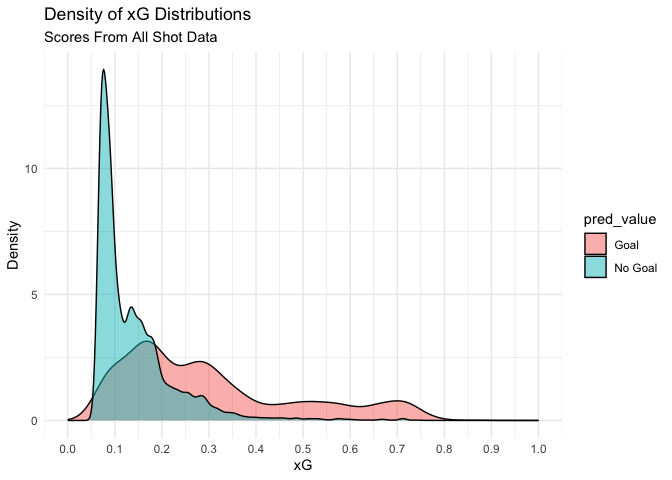 Density of xG Distributions
Scores From All Shot Data
Density
10
5
0
0.0 0.1 0.2 0.3 0.4 0.5 0.6 0.7 0.8 0.9 1.0
xG
pred_value
Goal
No Goal